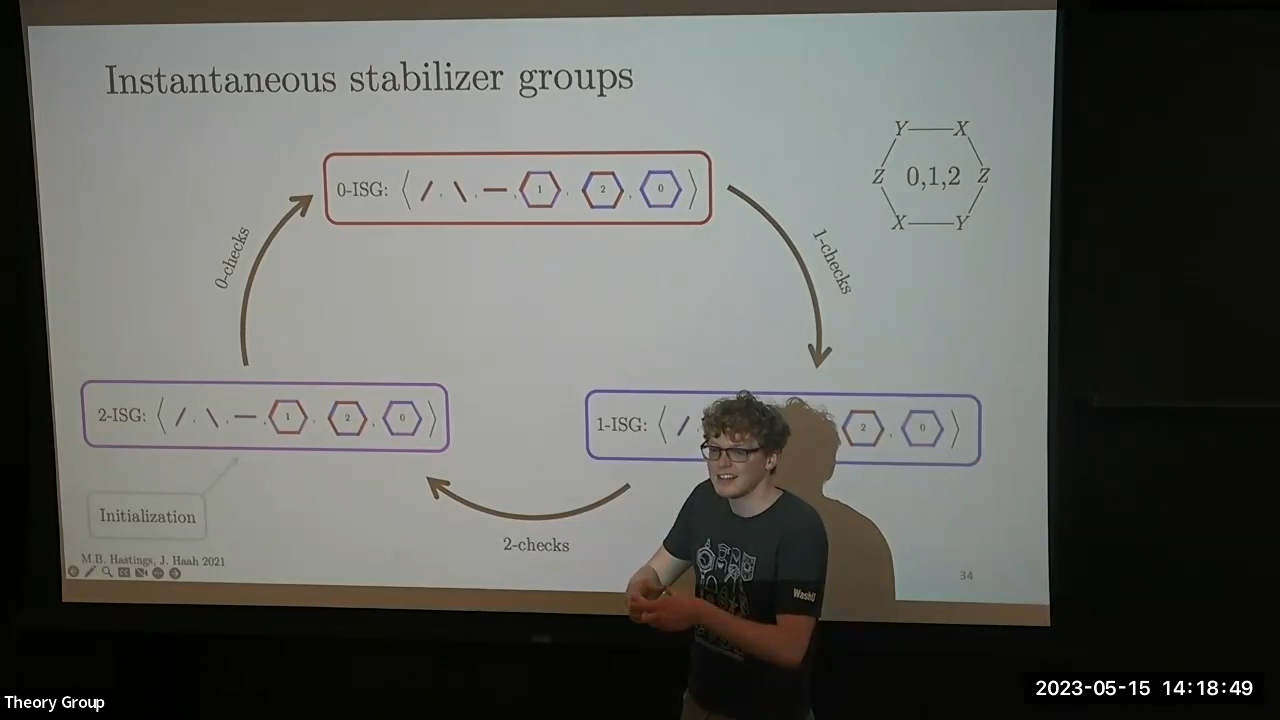 Instantaneous stabilizer groups
Y X
0-ISG: ⟨ / , \ , — , 1 , 2 , 0 ⟩
Z 0,1,2 Z
X Y
0-checks
1-checks
2-ISG: ⟨ / , \ , — , 1 , 2 , 0 ⟩
1-ISG: ⟨ / , 2 , 0 ⟩
Initialization
2-checks
M.B. Hastings, J. Haah 2021
34
WashU
Theory Group
2023-05-15 14:18:49